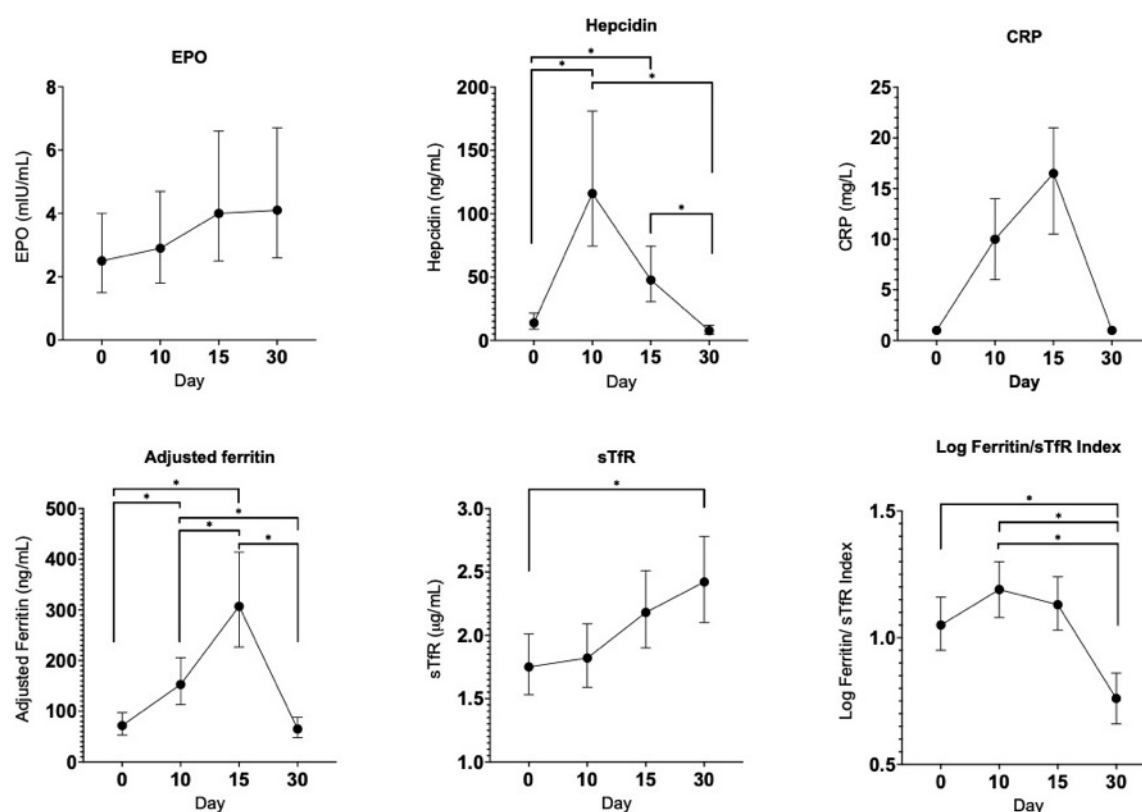 EPO
EPO (mIU/mL)
8
6
4
2
0
0 10 15 30
Day
Hepcidin
* * *
*
Hepcidin (ng/mL)
200
150
100
50
0
0 10 15 30
Day
CRP
CRP (mg/L)
25
20
15
10
5
0
0 10 15 30
Day
Adjusted ferritin
* *
* * *
Adjusted Ferritin (ng/mL)
500
400
300
200
100
0
0 10 15 30
Day
sTfR
*
sTfR (µg/mL)
3.0
2.5
2.0
1.5
1.0
0 10 15 30
Day
Log Ferritin/sTfR Index
*
*
*
Log Ferritin/ sTfR Index
1.5
1.0
0.5
0 10 15 30
Day